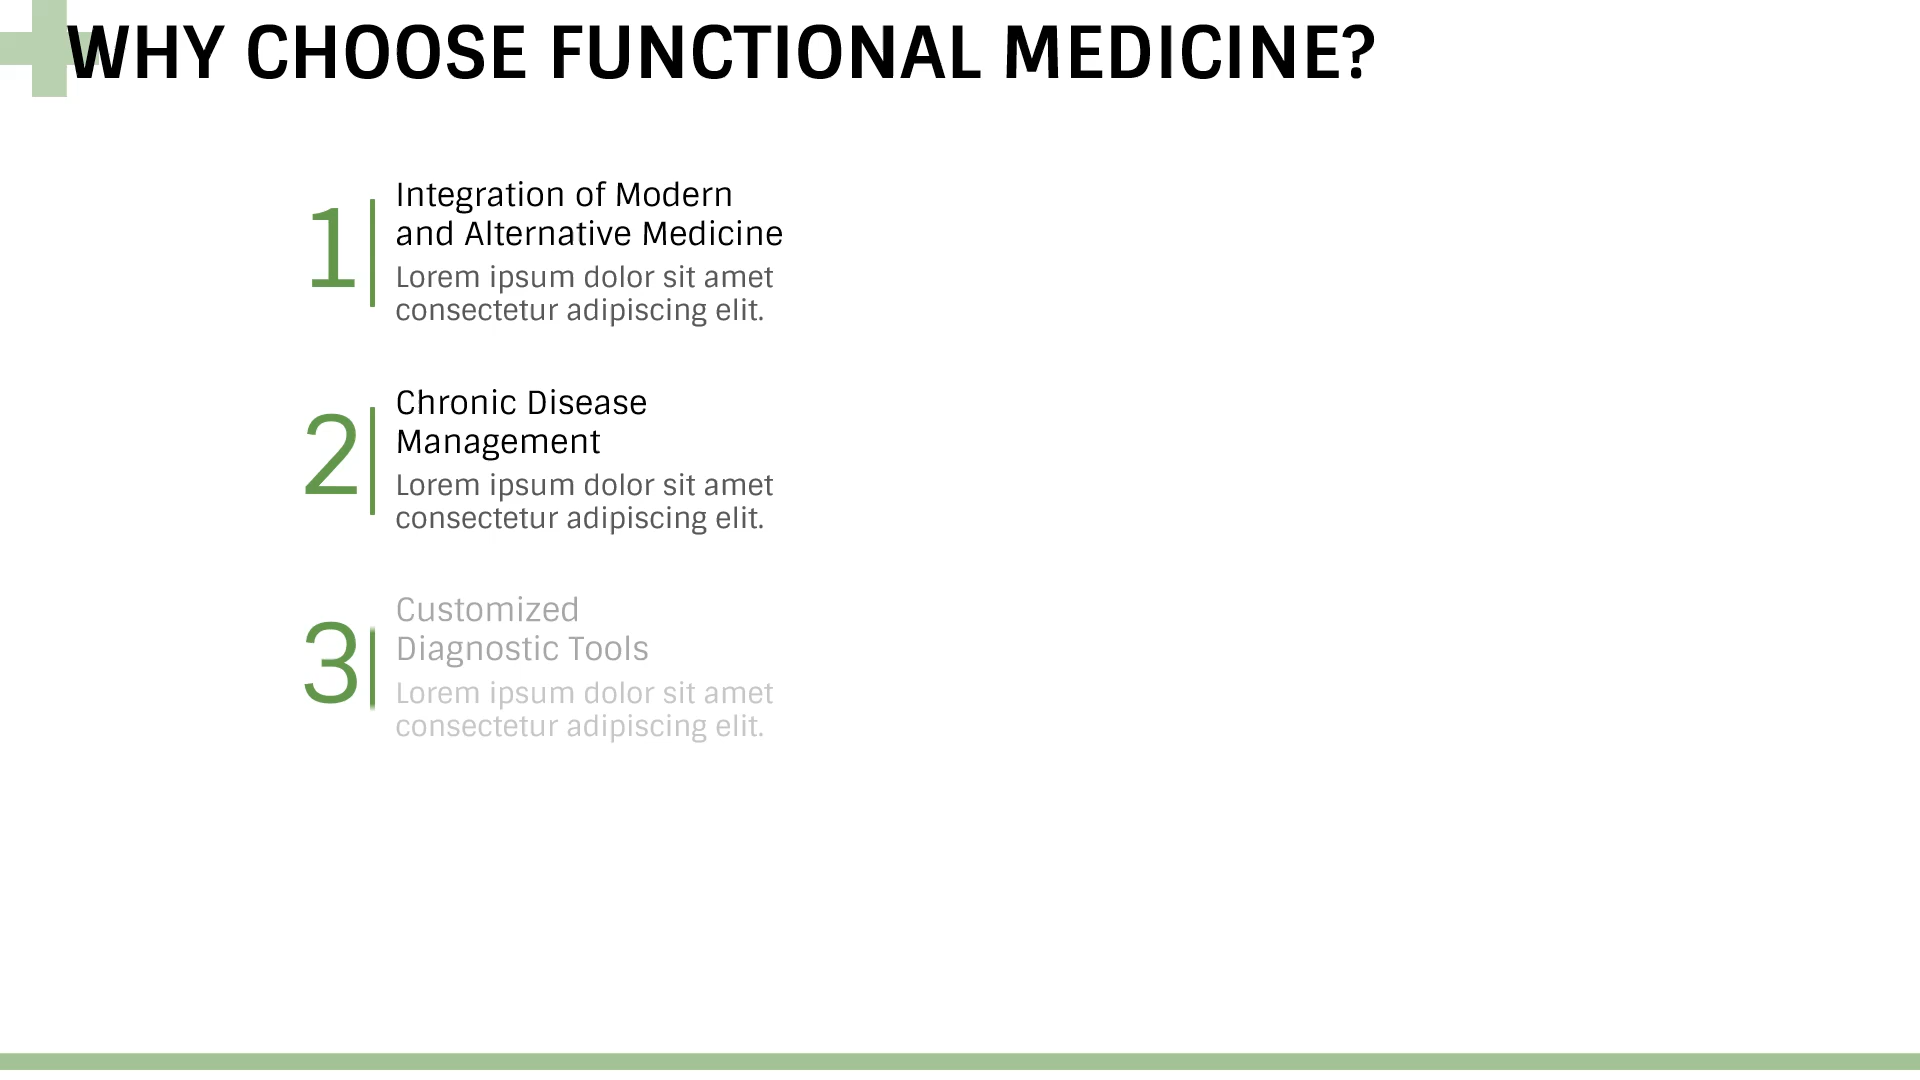 WHY CHOOSE FUNCTIONAL MEDICINE?
1
Integration of Modern
and Alternative Medicine
Lorem ipsum dolor sit amet
consectetur adipiscing elit.
2
Chronic Disease
Management
Lorem ipsum dolor sit amet
consectetur adipiscing elit.
3
Customized
Diagnostic Tools
Lorem ipsum dolor sit amet
consectetur adipiscing elit.